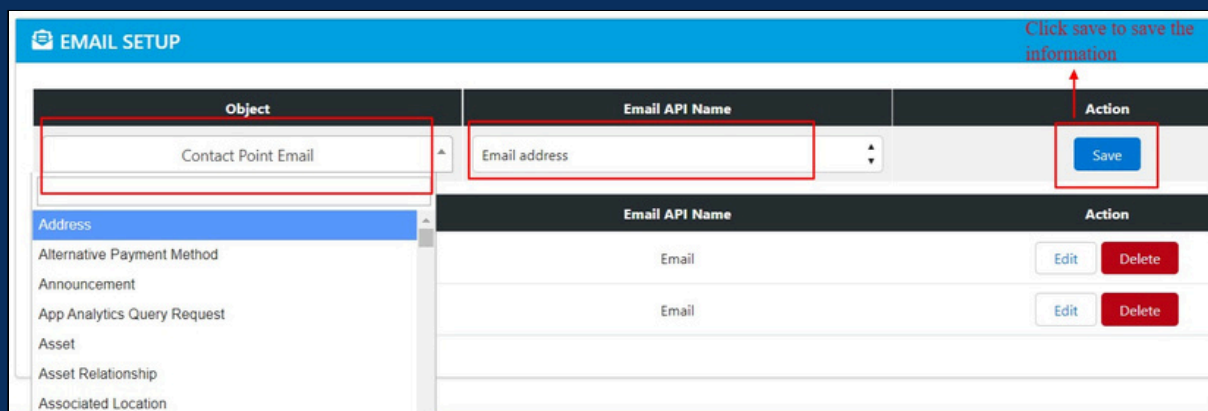 EMAIL SETUP
Click save to save the
information
Object
Email API Name
Action
Contact Point Email
Email address
Save
Address
Email API Name
Action
Alternative Payment Method
Email
Edit
Delete
Announcement
App Analytics Query Request
Email
Edit
Delete
Asset
Asset Relationship
Associated Location